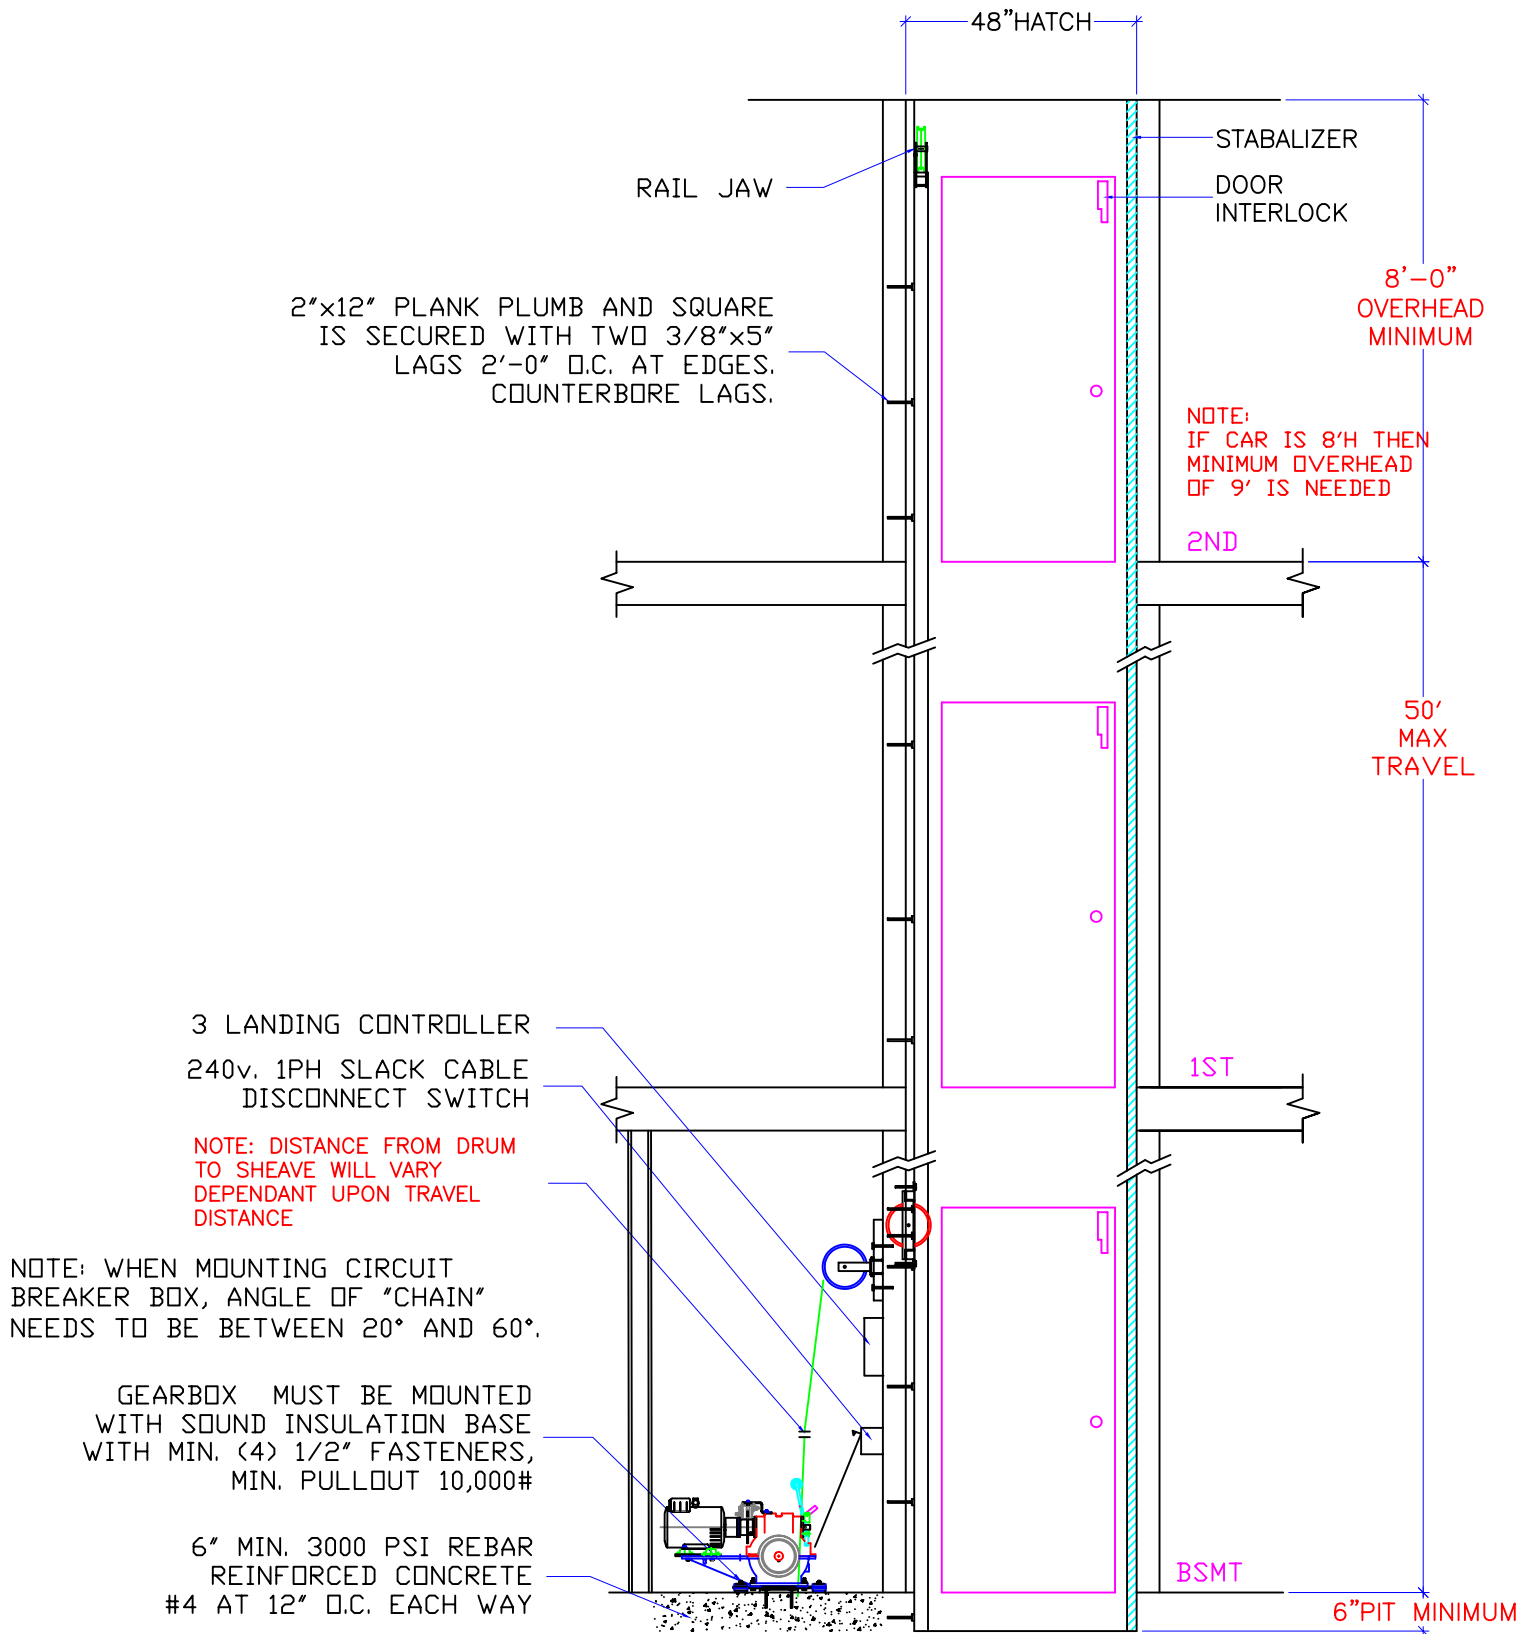 48"HATCH
STABALIZER
RAIL JAW
DOOR
INTERLOCK
8'-0"
OVERHEAD
MINIMUM
2"x12" PLANK PLUMB AND SQUARE
IS SECURED WITH TWO 3/8"x5"
LAGS 2'-0" O.C. AT EDGES.
COUNTERBORE LAGS.
NOTE:
IF CAR IS 8'H THEN
MINIMUM OVERHEAD
OF 9' IS NEEDED
2ND
50'
MAX
TRAVEL
3 LANDING CONTROLLER
240v. 1PH SLACK CABLE
DISCONNECT SWITCH
1ST
NOTE: DISTANCE FROM DRUM
TO SHEAVE WILL VARY
DEPENDANT UPON TRAVEL
DISTANCE
NOTE: WHEN MOUNTING CIRCUIT
BREAKER BOX, ANGLE OF "CHAIN"
NEEDS TO BE BETWEEN 20° AND 60°.
GEARBOX MUST BE MOUNTED
WITH SOUND INSULATION BASE
WITH MIN. (4) 1/2" FASTENERS,
MIN. PULLOUT 10,000#
6" MIN. 3000 PSI REBAR
REINFORCED CONCRETE
#4 AT 12" O.C. EACH WAY
BSMT
6"PIT MINIMUM